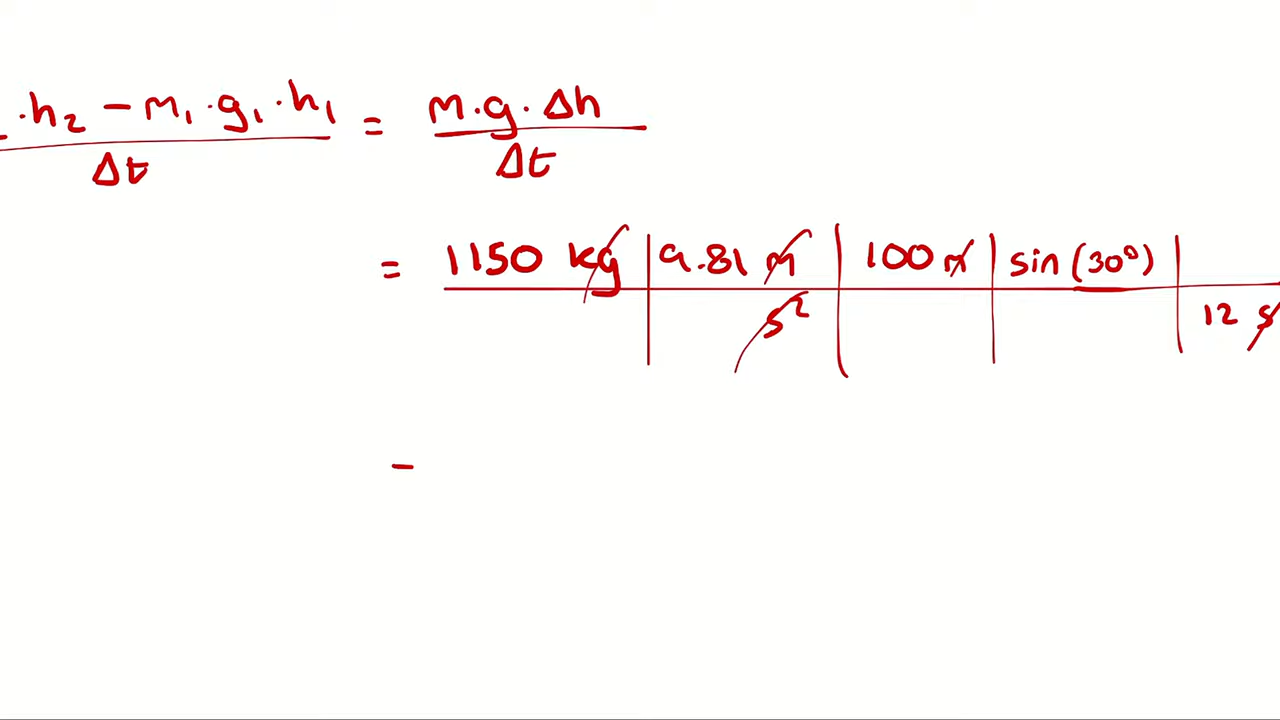 · h₂ − m₁ · g₁ · h₁ = m · g · Δh
Δt Δt
= 1150 kg | 9.81 m | 100 m | sin (30°) |
s² 12 s
−